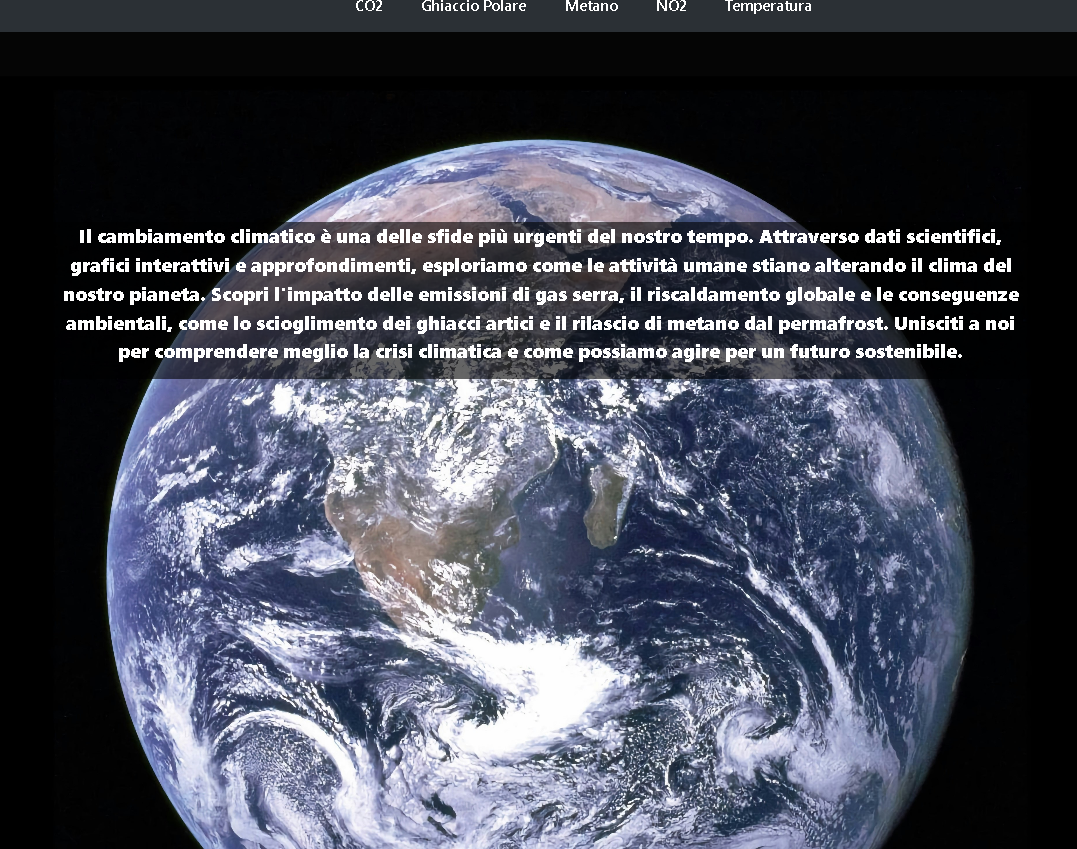 CO2 Ghiaccio Polare Metano NO2 Temperatura
Il cambiamento climatico è una delle sfide più urgenti del nostro tempo. Attraverso dati scientifici,
grafici interattivi e approfondimenti, esploriamo come le attività umane stiano alterando il clima del
nostro pianeta. Scopri l'impatto delle emissioni di gas serra, il riscaldamento globale e le conseguenze
ambientali, come lo scioglimento dei ghiacci artici e il rilascio di metano dal permafrost. Unisciti a noi
per comprendere meglio la crisi climatica e come possiamo agire per un futuro sostenibile.